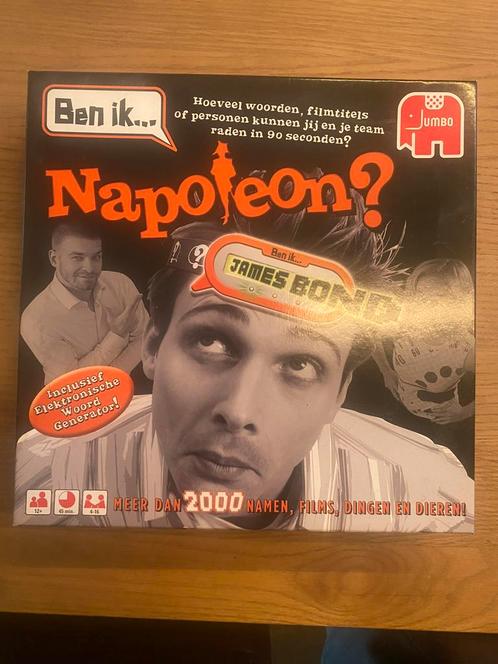 Ben ik...
Hoeveel woorden, filmtitels
of personen kunnen jij en je team
raden in 90 seconden?
Jumbo
Napoleon?
?
Ben ik...
JAMES BOND
Inclusief
Elektronische
Woord
Generator!
12+
45 min.
4-16
MEER DAN 2000 NAMEN, FILMS, DINGEN EN DIEREN!